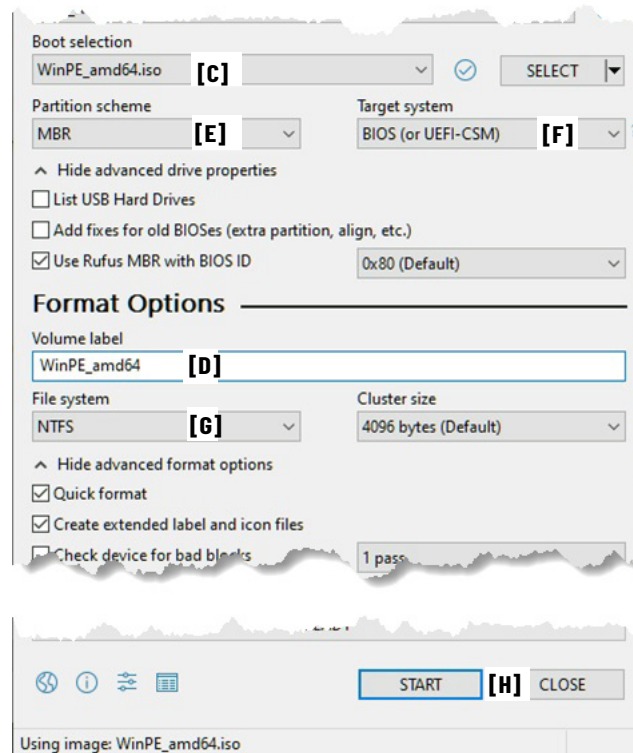 Boot selection
WinPE_amd64.iso [C] SELECT
Partition scheme Target system
MBR [E] BIOS (or UEFI-CSM) [F]
Hide advanced drive properties
List USB Hard Drives
Add fixes for old BIOSes (extra partition, align, etc.)
Use Rufus MBR with BIOS ID 0x80 (Default)
Format Options
Volume label
WinPE_amd64 [D]
File system Cluster size
NTFS [G] 4096 bytes (Default)
Hide advanced format options
Quick format
Create extended label and icon files
Check device for bad blocks 1 pass
START [H] CLOSE
Using image: WinPE_amd64.iso